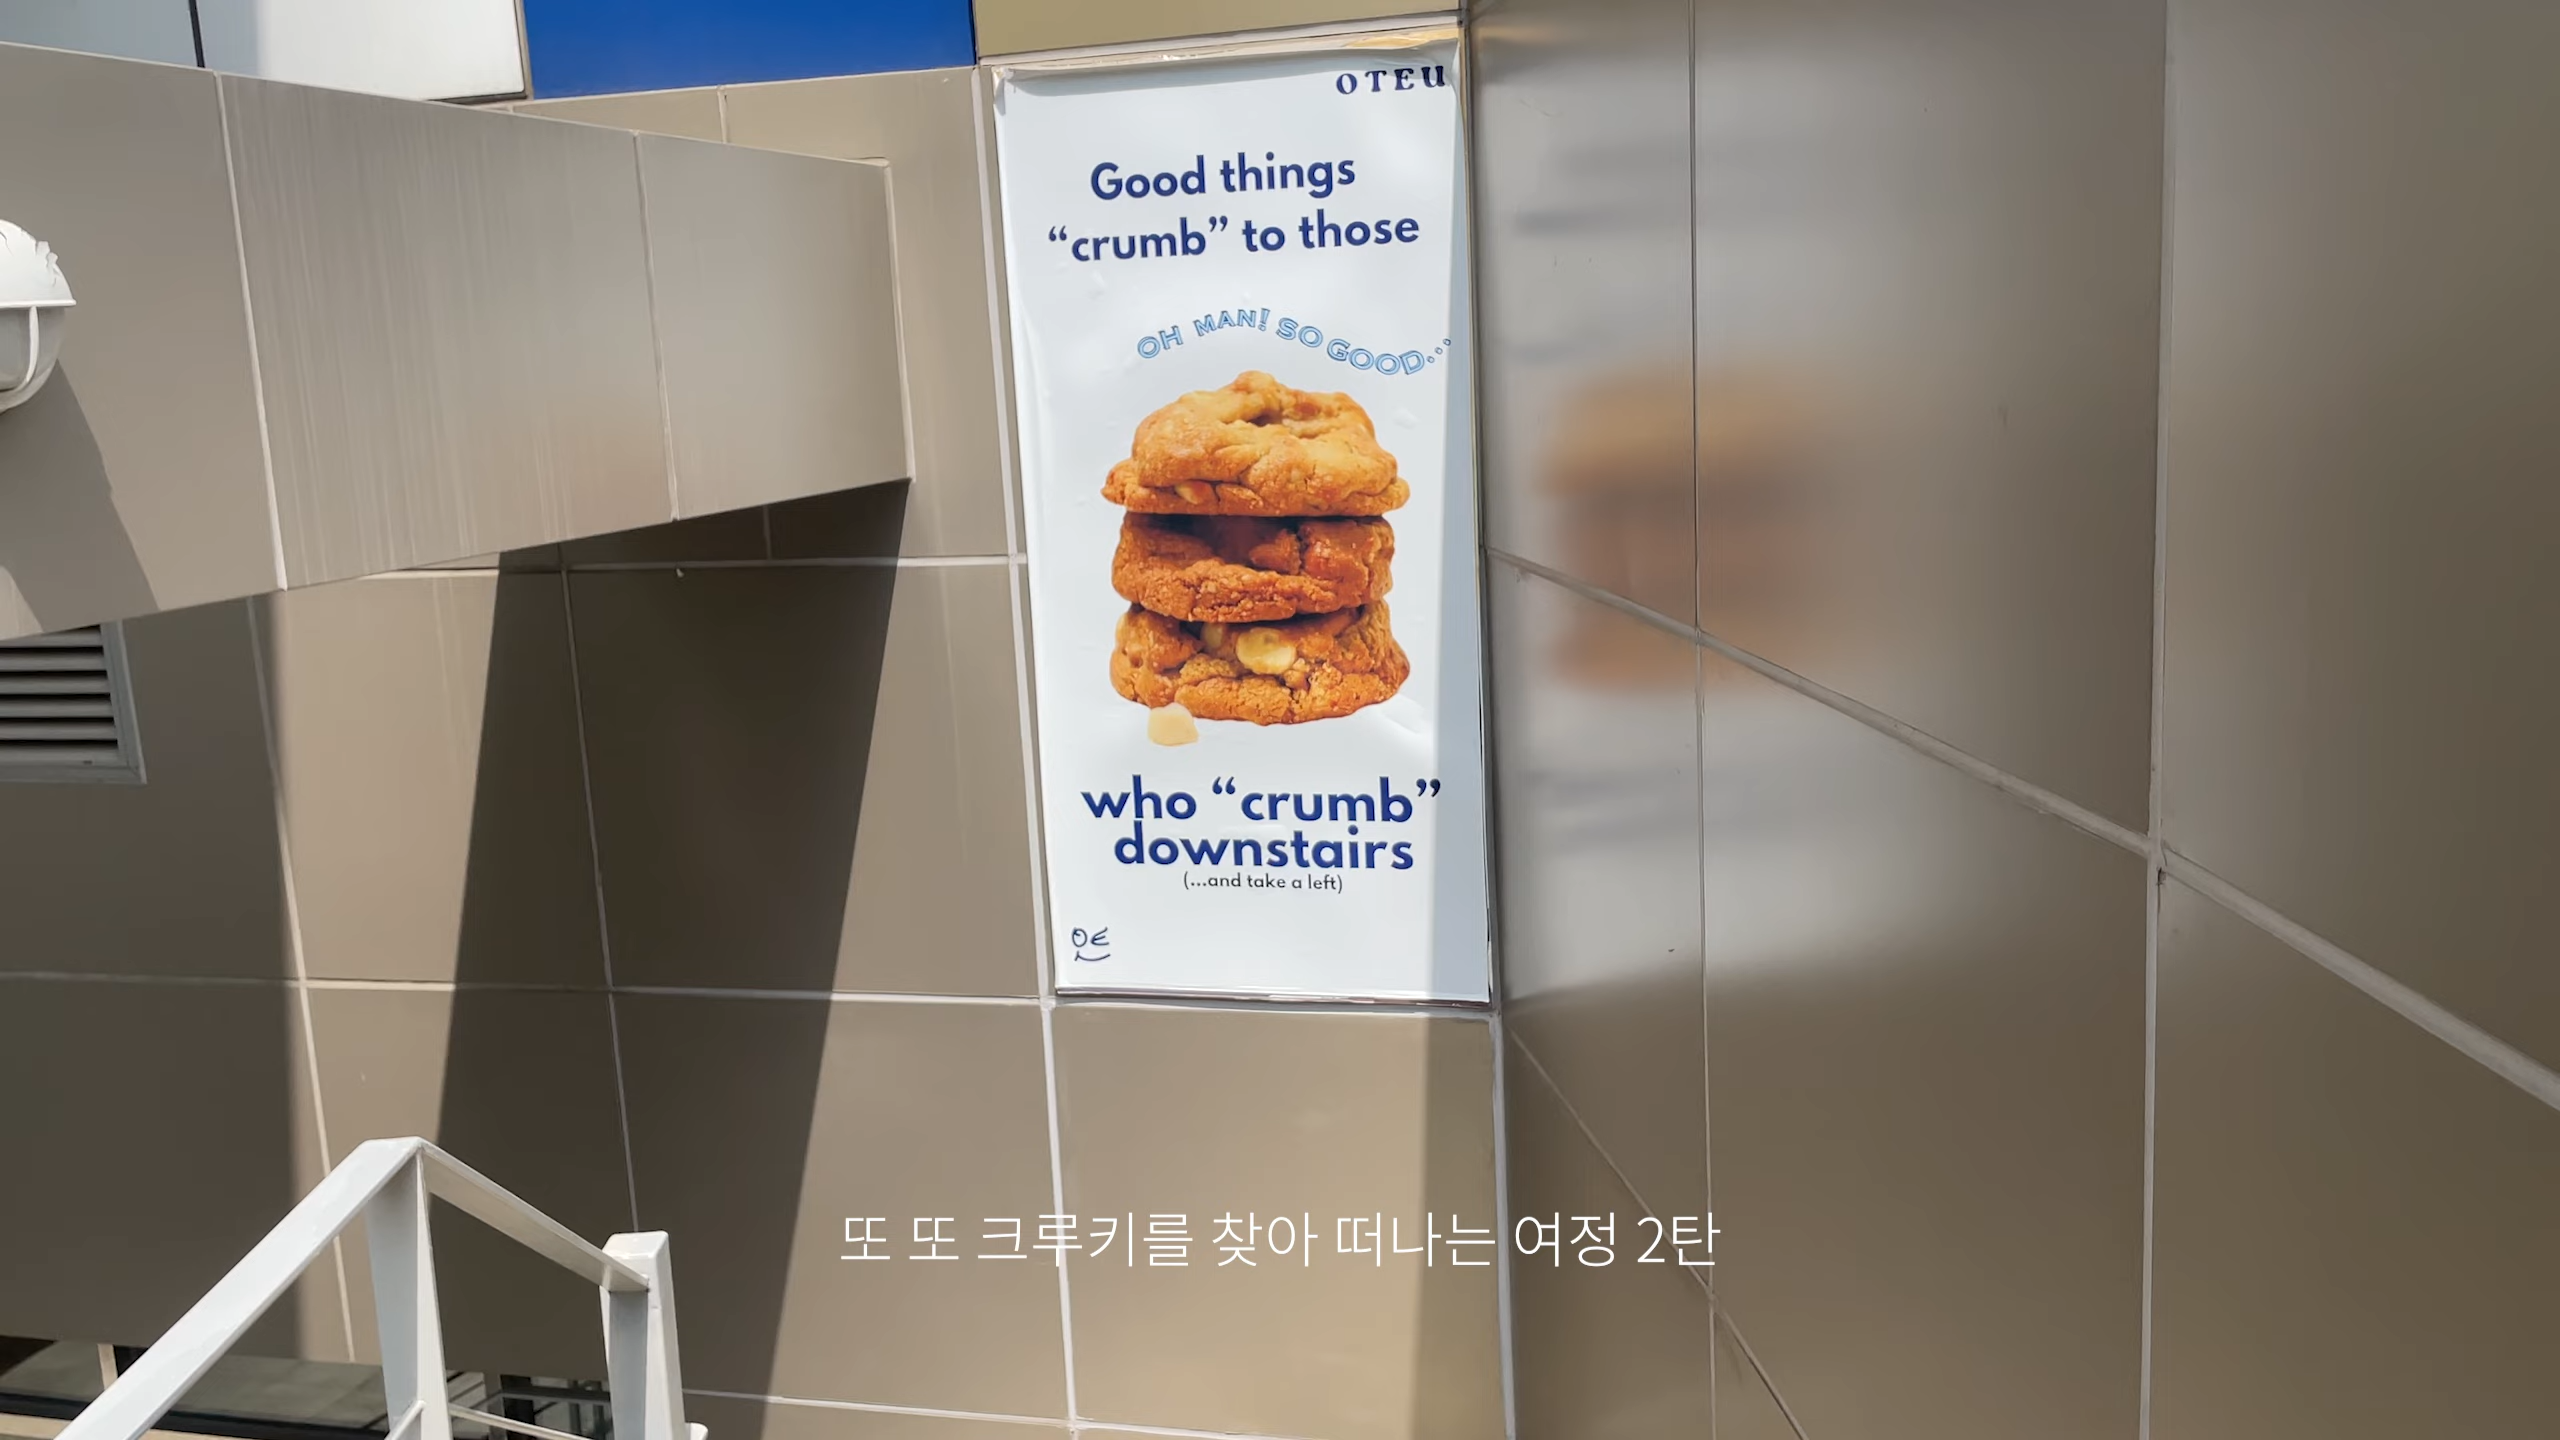 OTEU
Good things
“crumb” to those
OH MAN! SO GOOD...
who “crumb”
downstairs
(...and take a left)
또 또 크루키를 찾아 떠나는 여정 2탄